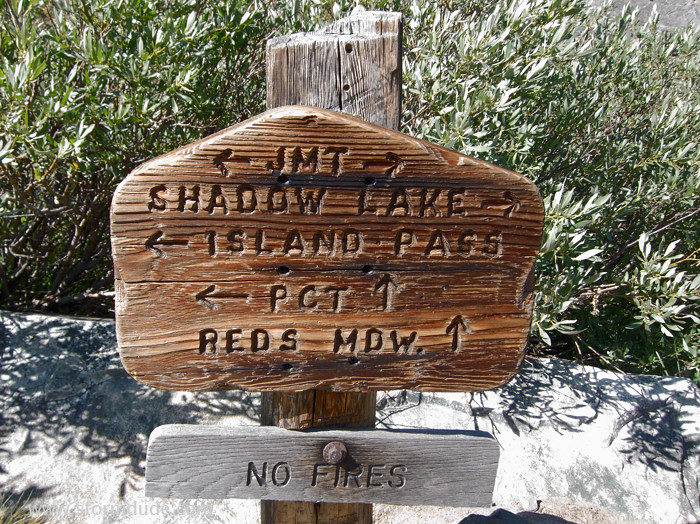 ← JMT →
SHADOW LAKE →
← ISLAND PASS
← PCT ↑
REDS MDW. ↑
NO FIRES